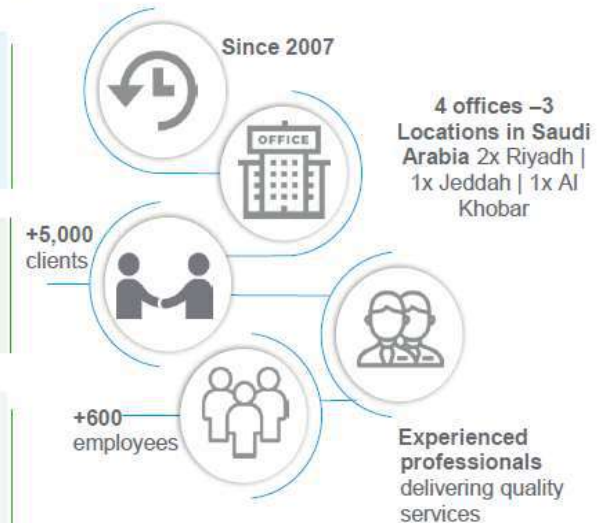 Since 2007
OFFICE
4 offices –3
Locations in Saudi
Arabia 2x Riyadh |
1x Jeddah | 1x Al
Khobar
+5,000
clients
+600
employees
Experienced
professionals
delivering quality
services